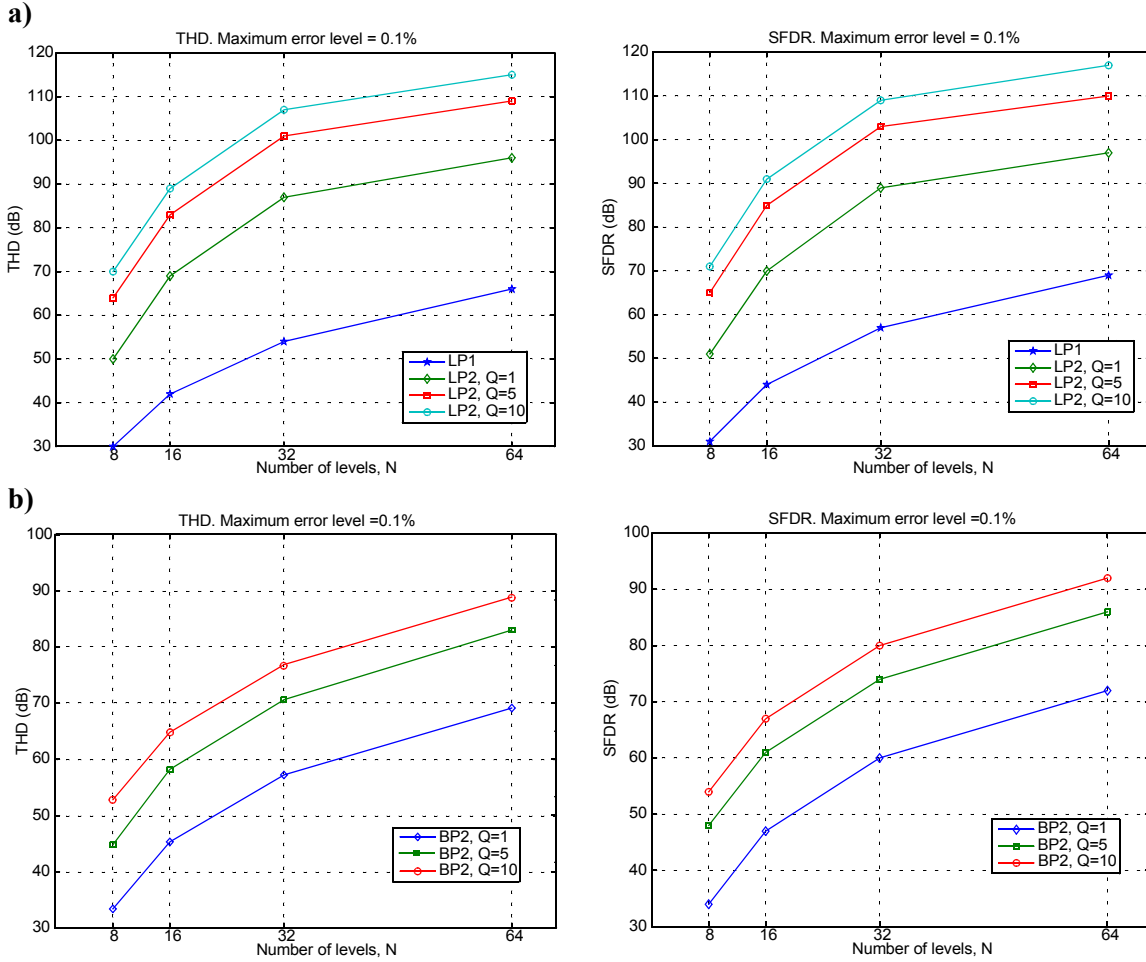 a)
THD. Maximum error level = 0.1%
120
110
100
90
80
70
60
50
40
30
THD (dB)
8 16 32 64
Number of levels, N
LP1
LP2, Q=1
LP2, Q=5
LP2, Q=10
SFDR. Maximum error level = 0.1%
120
110
100
90
80
70
60
50
40
30
SFDR (dB)
8 16 32 64
Number of levels, N
LP1
LP2, Q=1
LP2, Q=5
LP2, Q=10
b)
THD. Maximum error level =0.1%
100
90
80
70
60
50
40
30
THD (dB)
8 16 32 64
Number of levels, N
BP2, Q=1
BP2, Q=5
BP2, Q=10
SFDR. Maximum error level =0.1%
100
90
80
70
60
50
40
30
SFDR (dB)
8 16 32 64
Number of levels, N
BP2, Q=1
BP2, Q=5
BP2, Q=10